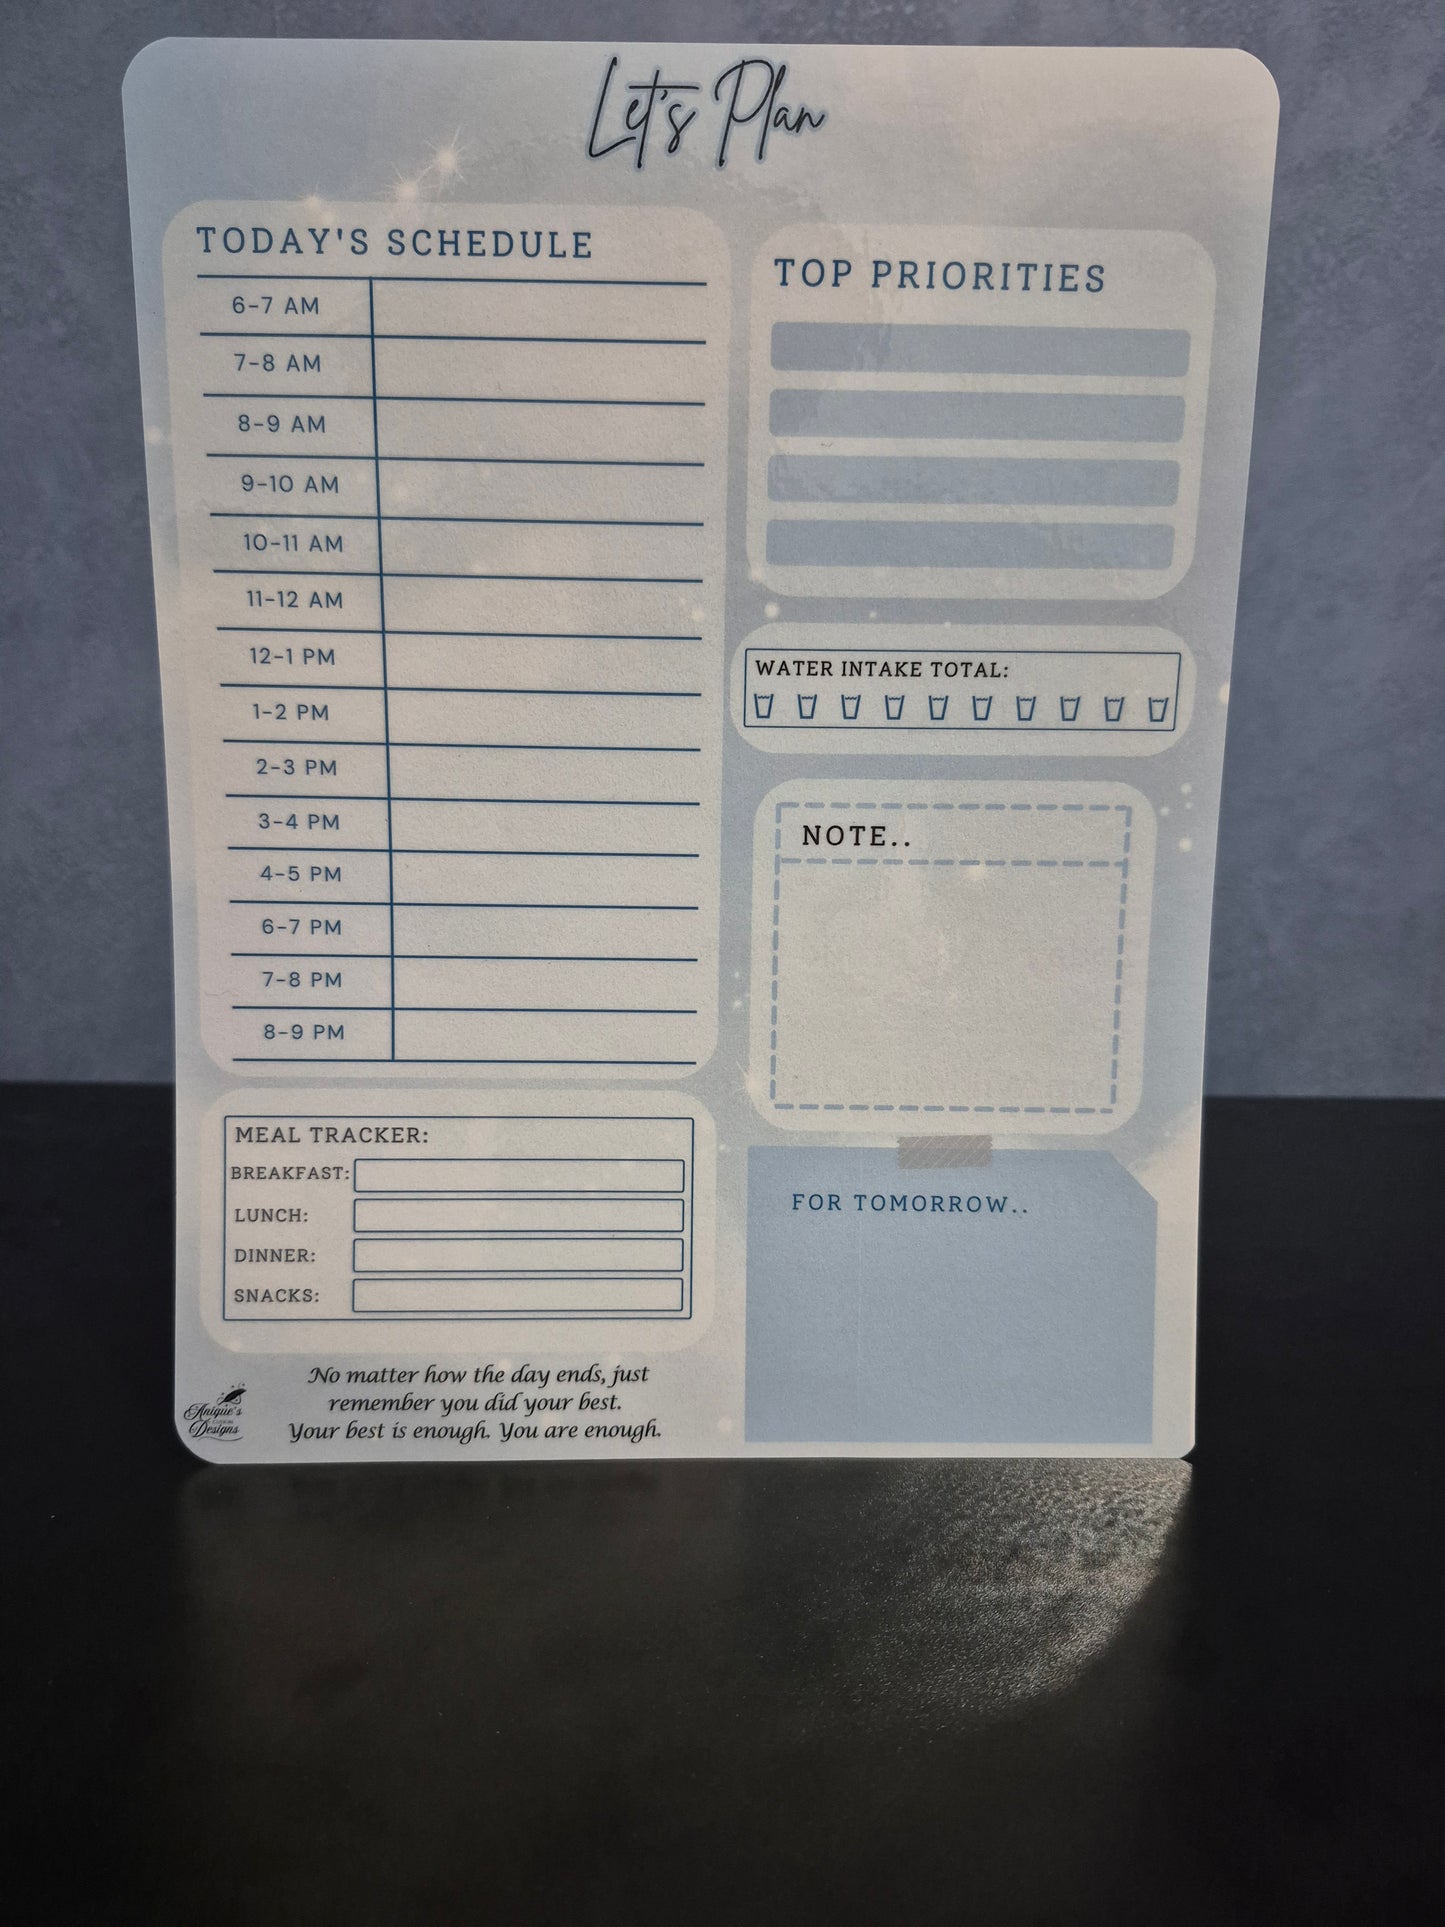 Let's Plan
TODAY'S SCHEDULE
6-7 AM
7-8 AM
8-9 AM
9-10 AM
10-11 AM
11-12 AM
12-1 PM
1-2 PM
2-3 PM
3-4 PM
4-5 PM
6-7 PM
7-8 PM
8-9 PM
MEAL TRACKER:
BREAKFAST:
LUNCH:
DINNER:
SNACKS:
No matter how the day ends, just
remember you did your best.
Your best is enough. You are enough.
Anique's
Designs
TOP PRIORITIES
WATER INTAKE TOTAL:
NOTE..
FOR TOMORROW..